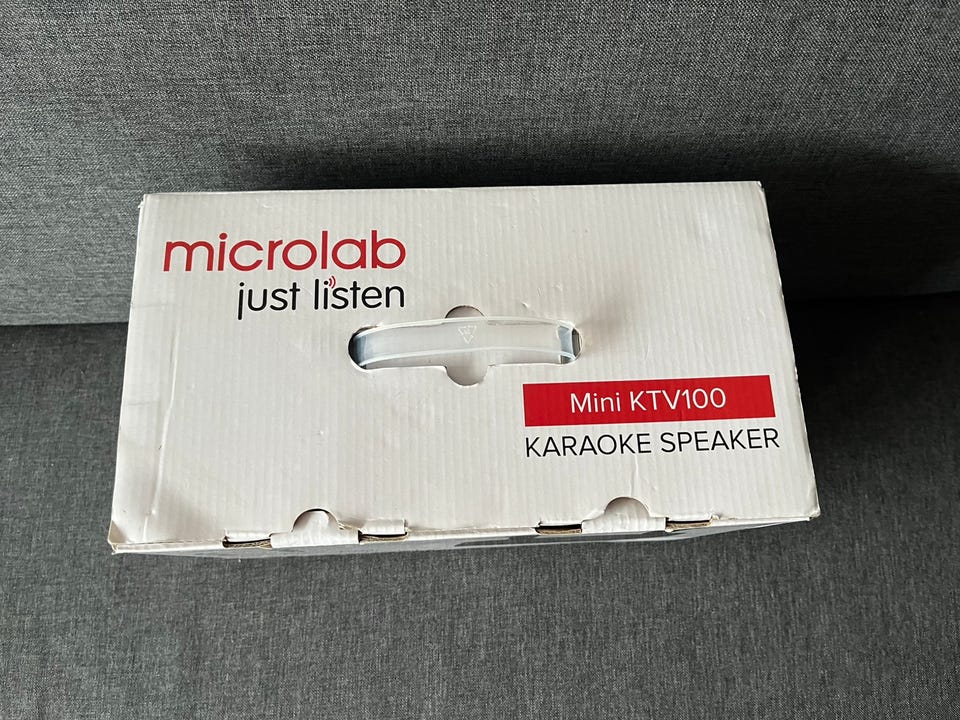 microlab
just listen
Mini KTV100
KARAOKE SPEAKER